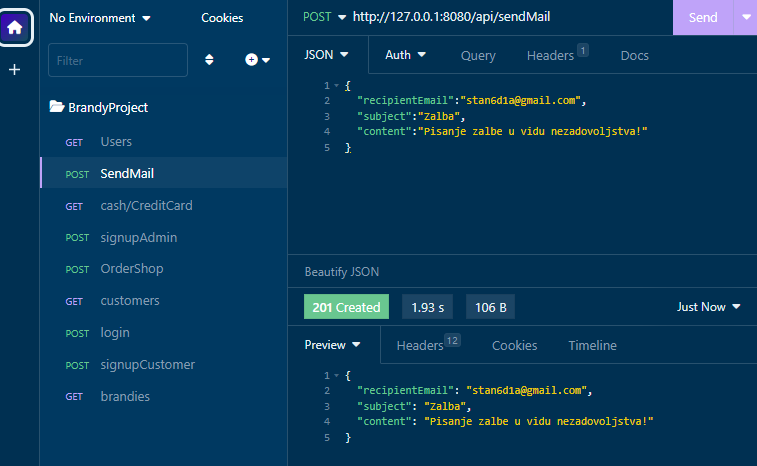 No Environment
Cookies
Filter
BrandyProject
GET Users
POST SendMail
GET cash/CreditCard
POST signupAdmin
POST OrderShop
GET customers
POST login
POST signupCustomer
GET brandies
POST http://127.0.0.1:8080/api/sendMail
Send
JSON
Auth
Query
Headers 1
Docs
1 {
2 "recipientEmail":"stan6d1a@gmail.com",
3 "subject":"Zalba",
4 "content":"Pisanje zalbe u vidu nezadovoljstva!"
5 }
Beautify JSON
201 Created
1.93 s
106 B
Just Now
Preview
Headers 12
Cookies
Timeline
1 {
2 "recipientEmail": "stan6d1a@gmail.com",
3 "subject": "Zalba",
4 "content": "Pisanje zalbe u vidu nezadovoljstva!"
5 }